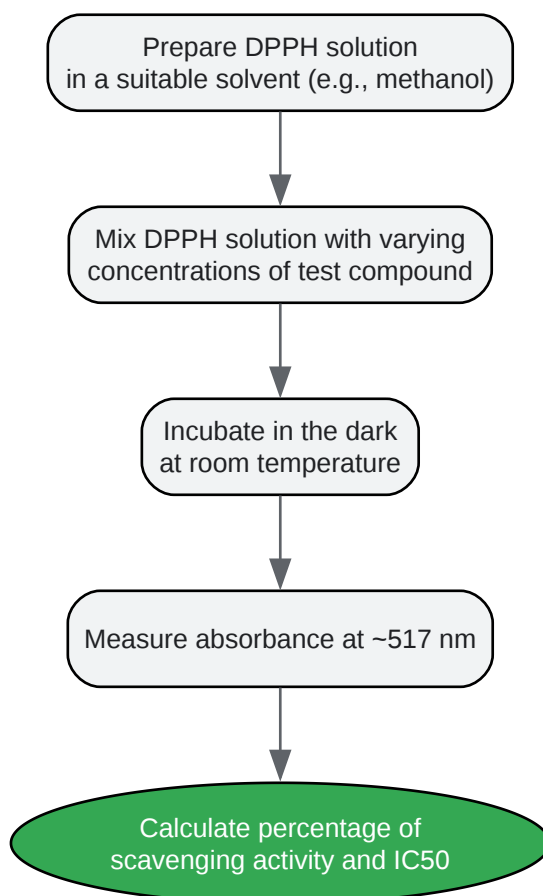 Prepare DPPH solution
in a suitable solvent (e.g., methanol)
Mix DPPH solution with varying
concentrations of test compound
Incubate in the dark
at room temperature
Measure absorbance at ~517 nm
Calculate percentage of
scavenging activity and IC50